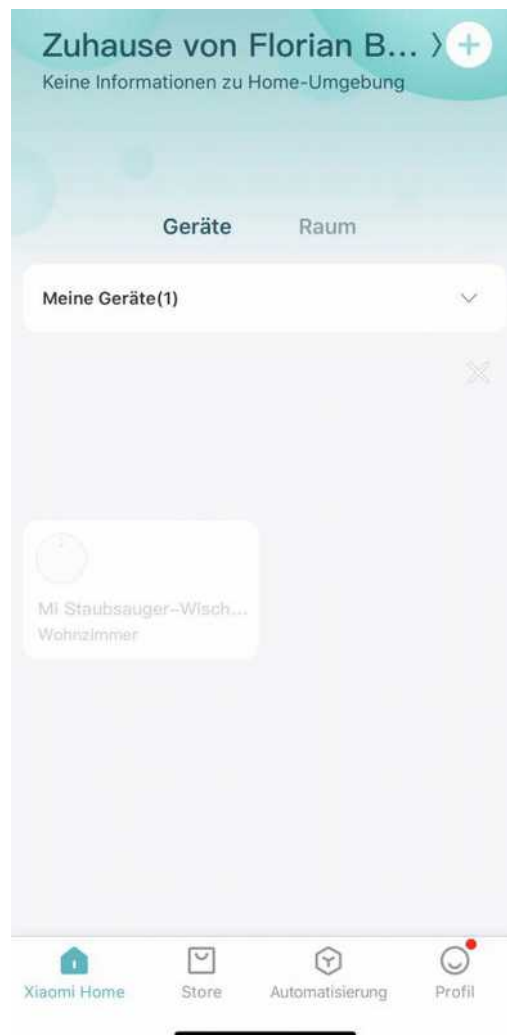 Zuhause von Florian B... 〉
Keine Informationen zu Home-Umgebung
Geräte Raum
Meine Geräte(1)
Mi Staubsauger-Wisch...
Wohnzimmer
Xiaomi Home Store Automatisierung Profil